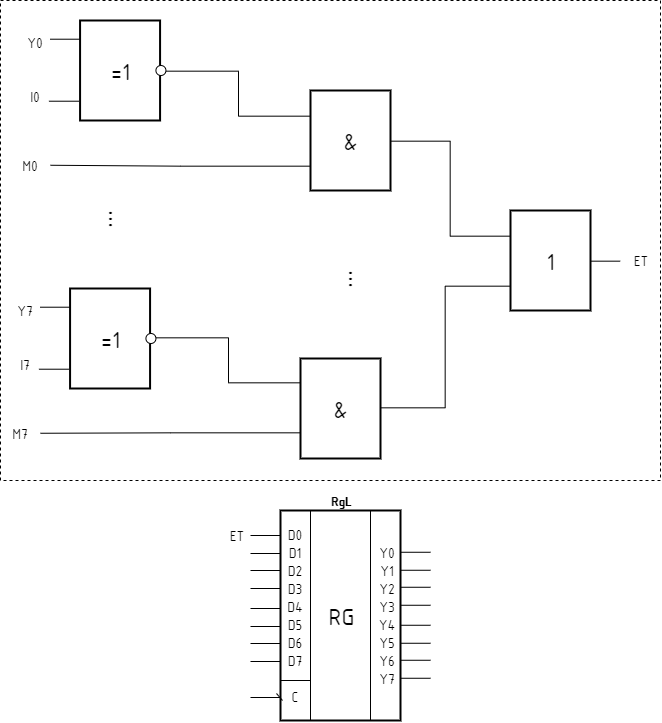 Y0
=1
I0
&
M0
⋮
1
ET
⋮
Y7
=1
I7
&
M7
RgL
ET
D0
D1
Y0
D2
Y1
D3
Y2
D4
RG
Y3
D5
Y4
D6
Y5
D7
Y6
Y7
C